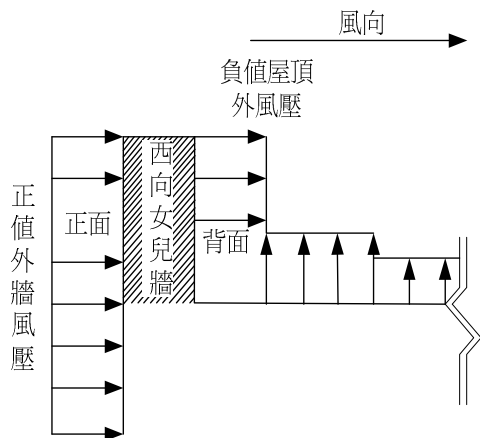 風向
負值屋頂
外風壓
正值外牆風壓
正面
西向女兒牆
背面